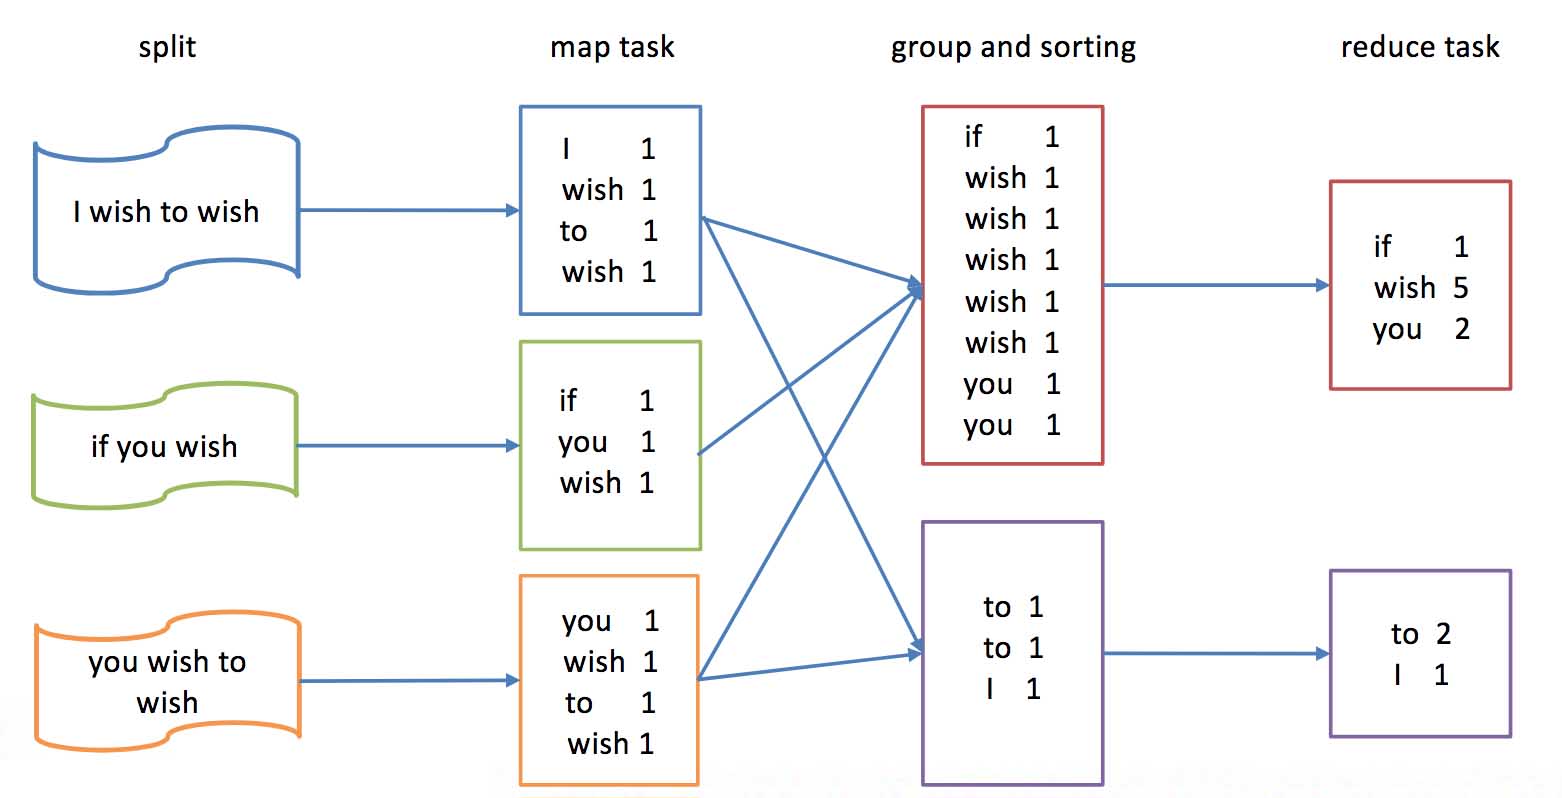 split
map task
group and sorting
reduce task
I wish to wish
I 1
wish 1
to 1
wish 1
if you wish
if 1
you 1
wish 1
you wish to
wish
you 1
wish 1
to 1
wish 1
if 1
wish 1
wish 1
wish 1
wish 1
wish 1
you 1
you 1
to 1
to 1
I 1
if 1
wish 5
you 2
to 2
I 1